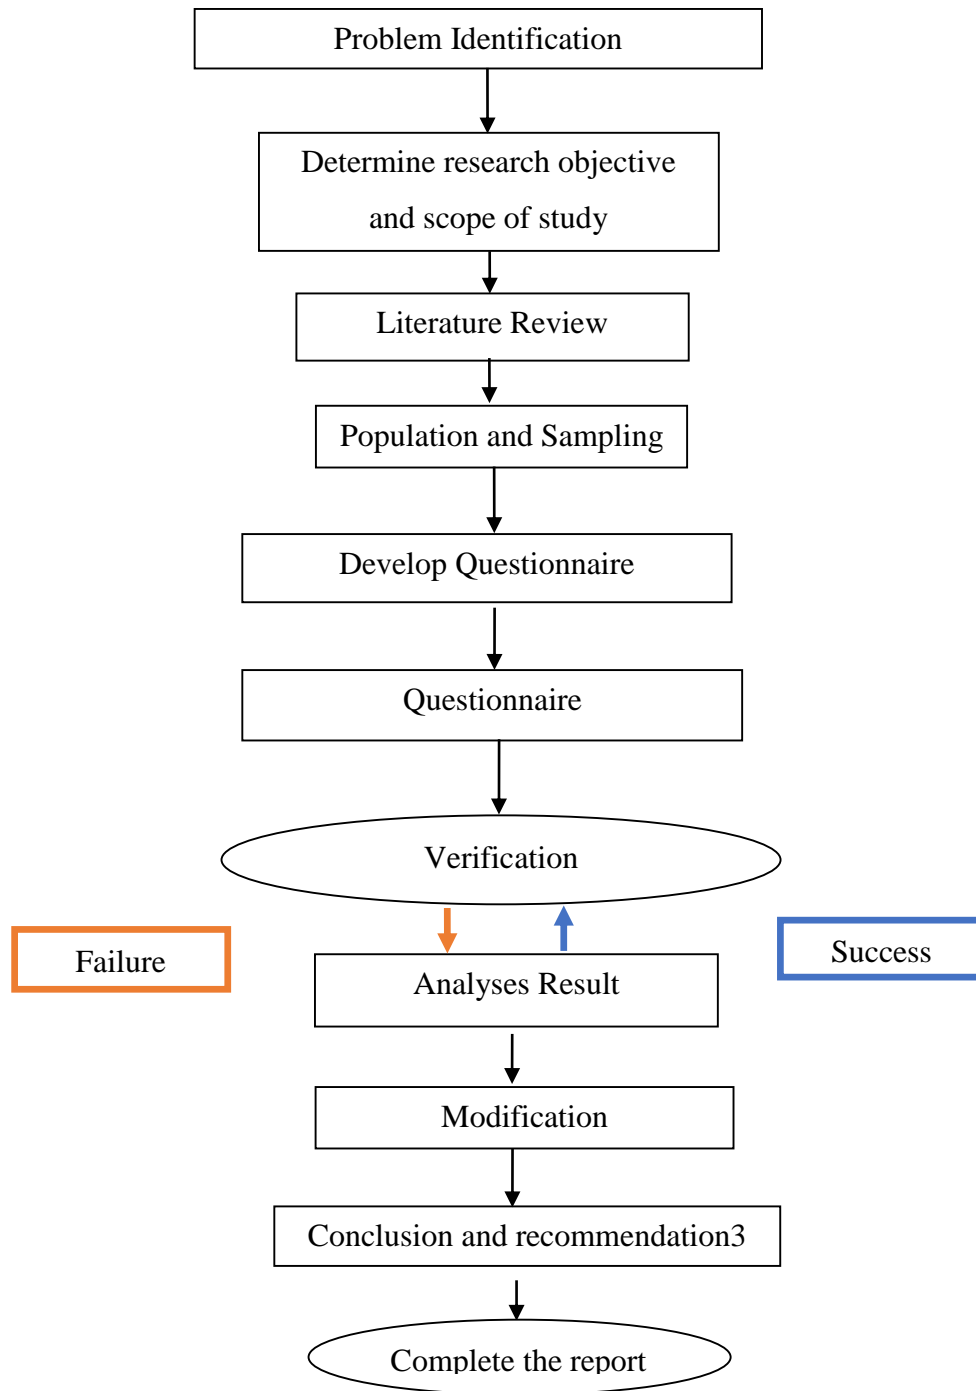 Problem Identification
Determine research objective
and scope of study
Literature Review
Population and Sampling
Develop Questionnaire
Questionnaire
Verification
Failure
Success
Analyses Result
Modification
Conclusion and recommendation3
Complete the report